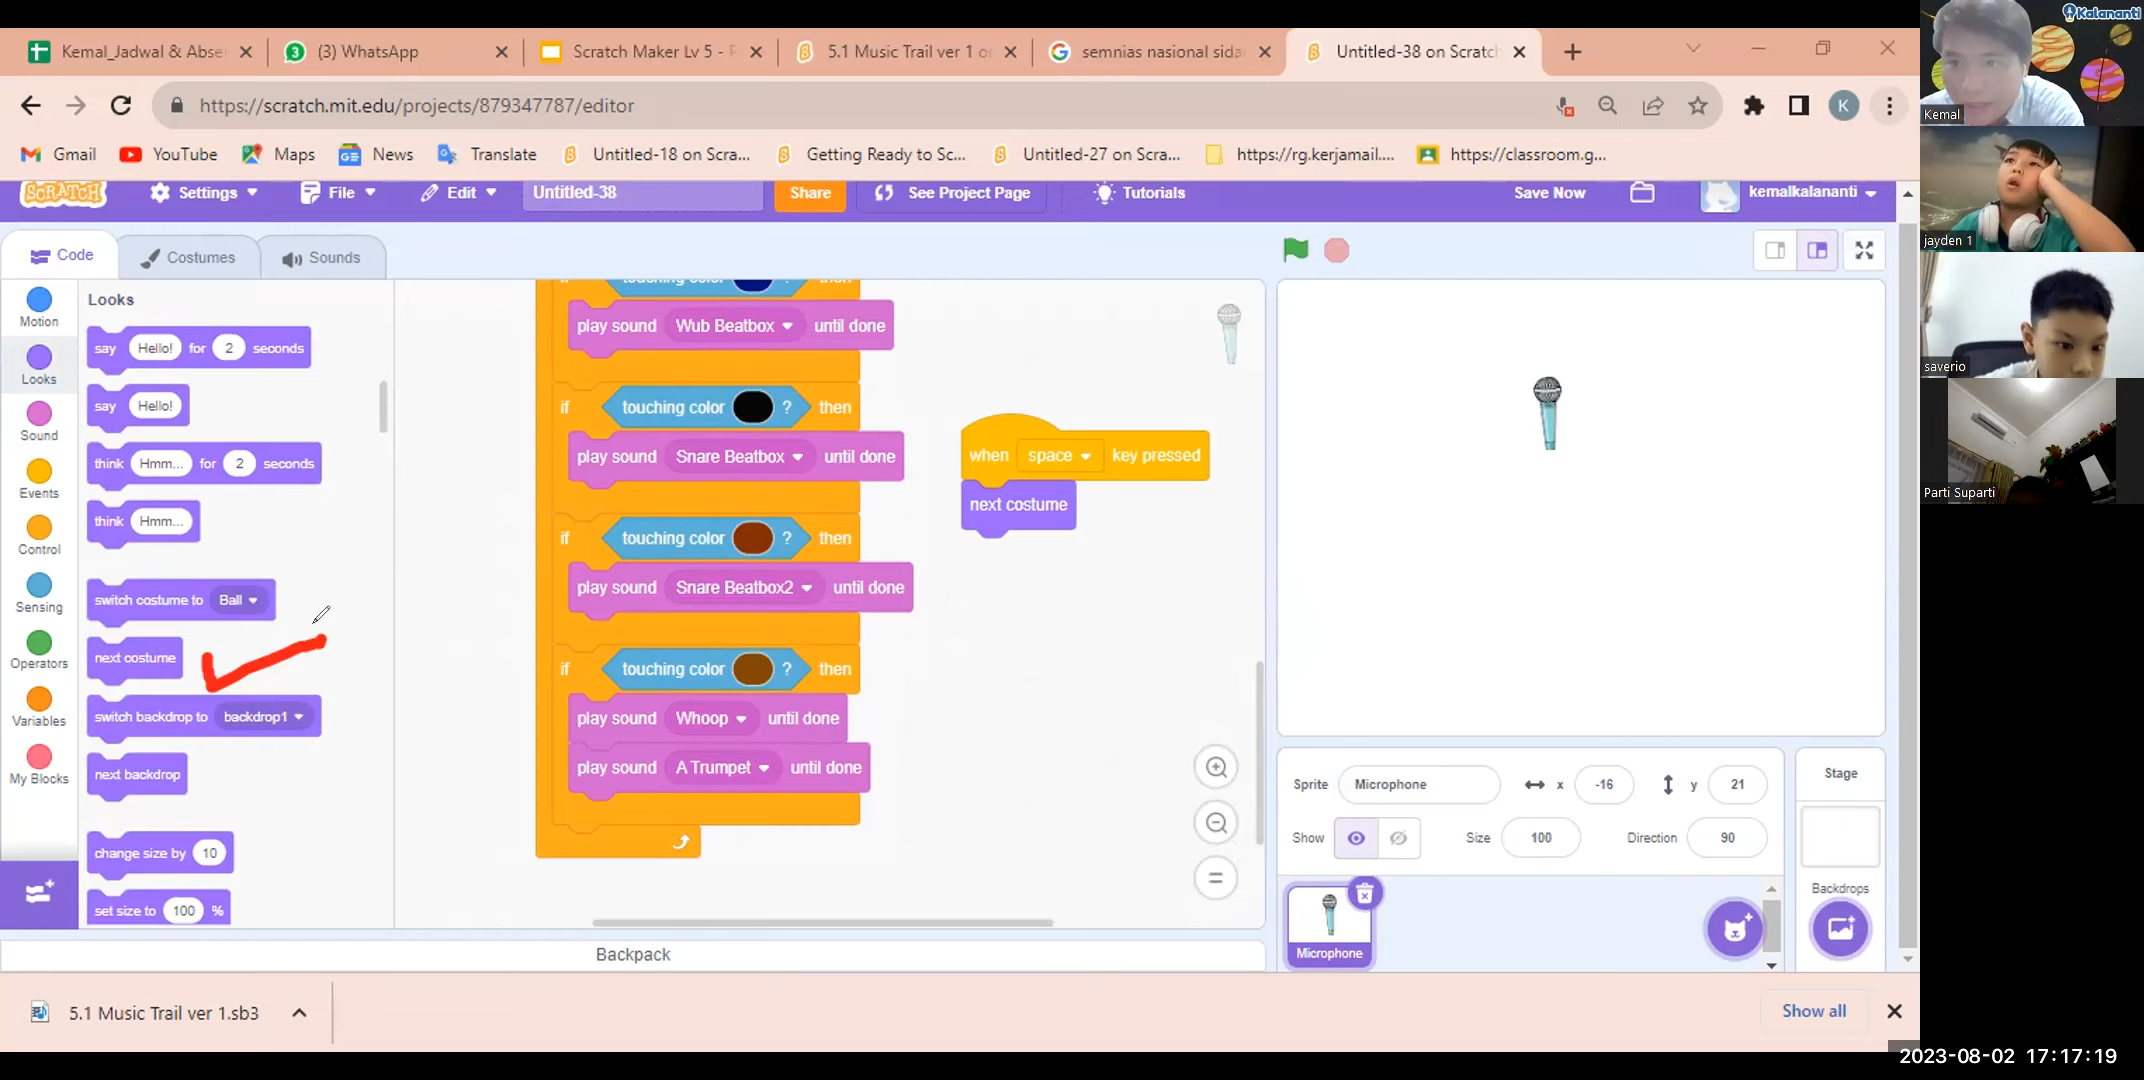 Kemal_Jadwal & Abse
(3) WhatsApp
Scratch Maker Lv 5 -
5.1 Music Trail ver 1 o
semnias nasional sida
Untitled-38 on Scratch
https://scratch.mit.edu/projects/879347787/editor
K
Gmail
YouTube
Maps
News
Translate
Untitled-18 on Scra...
Getting Ready to Sc...
Untitled-27 on Scra...
https://rg.kerjamail....
https://classroom.g...
SCRATCH
Settings
File
Edit
Untitled-38
Share
See Project Page
Tutorials
Save Now
kemalkalananti
Code
Costumes
Sounds
Motion
Looks
Sound
Events
Control
Sensing
Operators
Variables
My Blocks
Looks
say Hello! for 2 seconds
say Hello!
think Hmm... for 2 seconds
think Hmm...
switch costume to Ball
next costume
switch backdrop to backdrop1
next backdrop
change size by 10
set size to 100 %
if touching color ? then
play sound Wub Beatbox until done
if touching color ? then
play sound Snare Beatbox until done
if touching color ? then
play sound Snare Beatbox2 until done
if touching color ? then
play sound Whoop until done
play sound A Trumpet until done
when space key pressed
next costume
Sprite Microphone x -16 y 21
Show Size 100 Direction 90
Microphone
Stage
Backdrops
Backpack
5.1 Music Trail ver 1.sb3
Show all
Kalananti
Kemal
jayden 1
saverio
Parti Suparti
2023-08-02 17:17:19